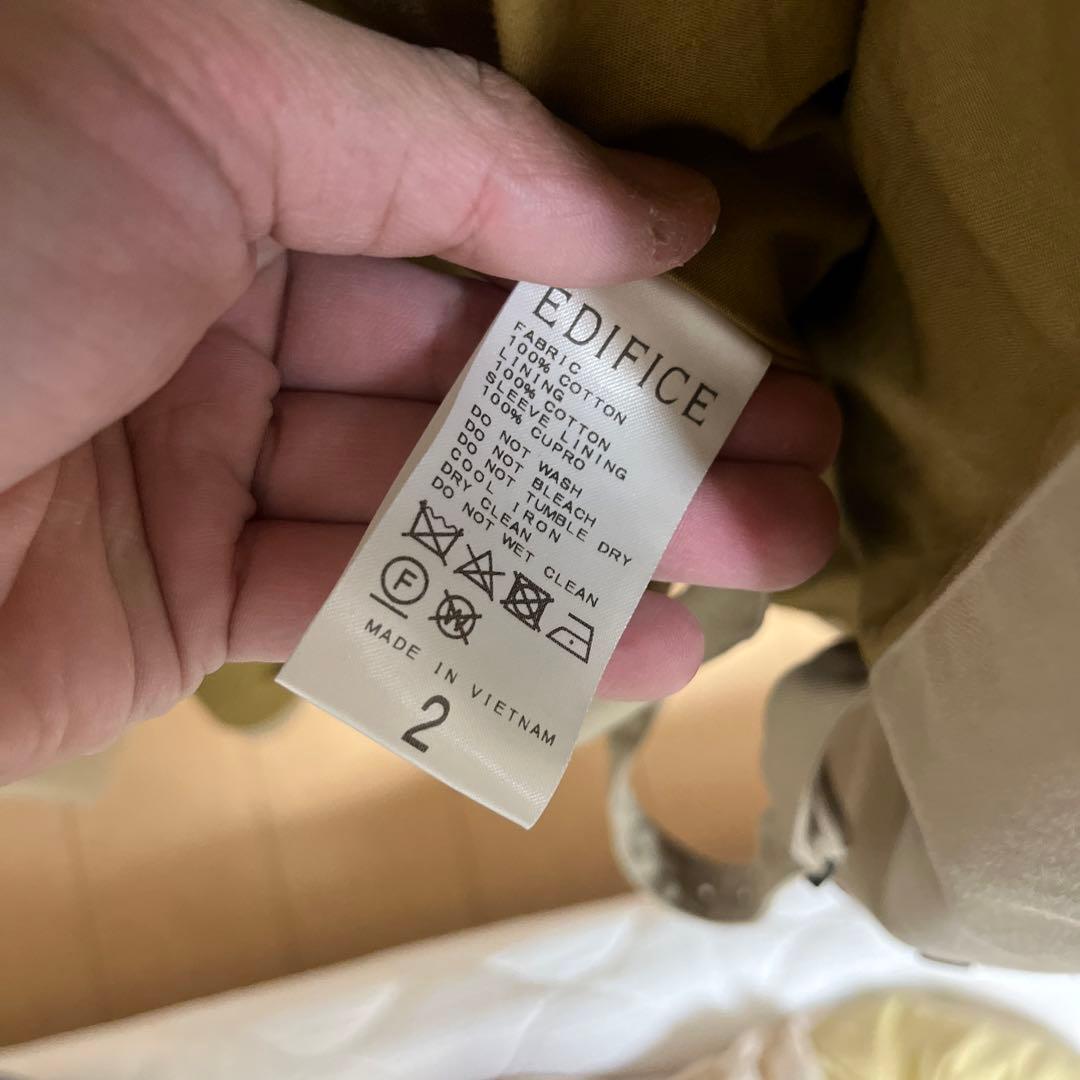 EDIFICE
FABRIC
100% COTTON
LINING
100% COTTON
SLEEVE LINING
100% CUPRO
DO NOT WASH
DO NOT BLEACH
DO NOT TUMBLE DRY
COOL IRON
DRY CLEAN
DO NOT WET CLEAN
F
W
MADE IN VIETNAM
2